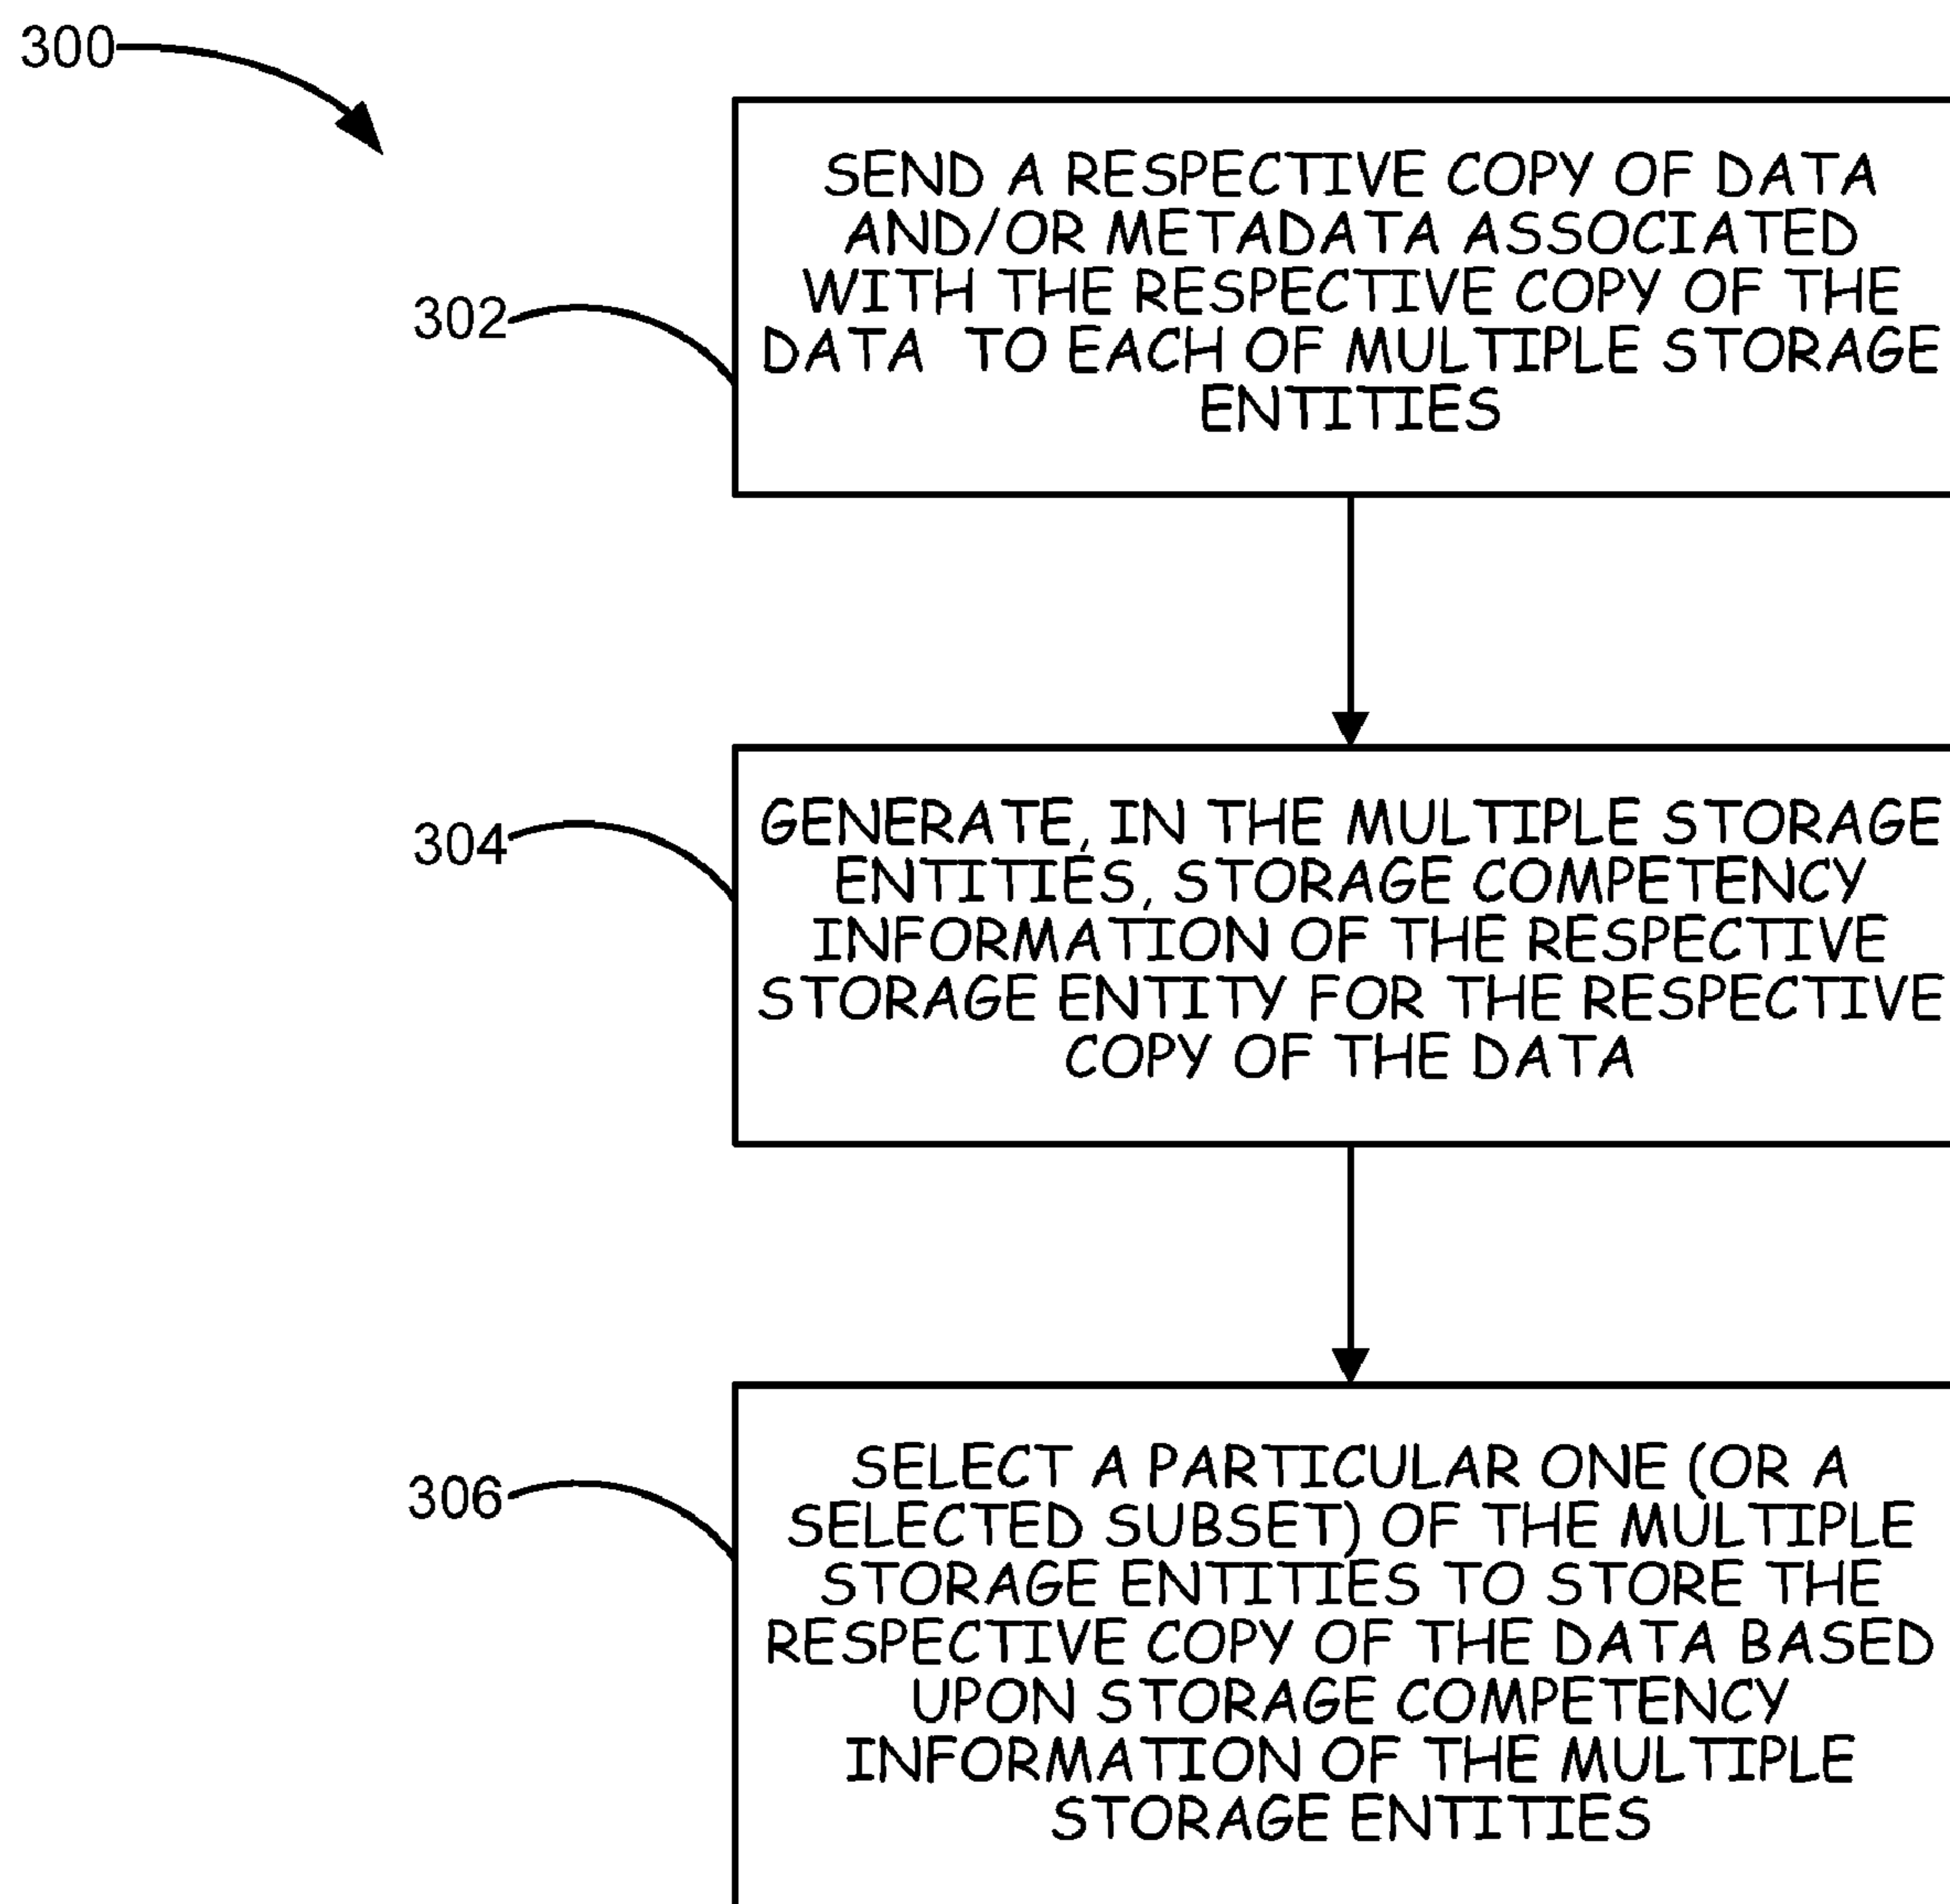 300
302
SEND A RESPECTIVE COPY OF DATA
AND/OR METADATA ASSOCIATED
WITH THE RESPECTIVE COPY OF THE
DATA TO EACH OF MULTIPLE STORAGE
ENTITIES
304
GENERATE, IN THE MULTIPLE STORAGE
ENTITIES, STORAGE COMPETENCY
INFORMATION OF THE RESPECTIVE
STORAGE ENTITY FOR THE RESPECTIVE
COPY OF THE DATA
306
SELECT A PARTICULAR ONE (OR A
SELECTED SUBSET) OF THE MULTIPLE
STORAGE ENTITIES TO STORE THE
RESPECTIVE COPY OF THE DATA BASED
UPON STORAGE COMPETENCY
INFORMATION OF THE MULTIPLE
STORAGE ENTITIES